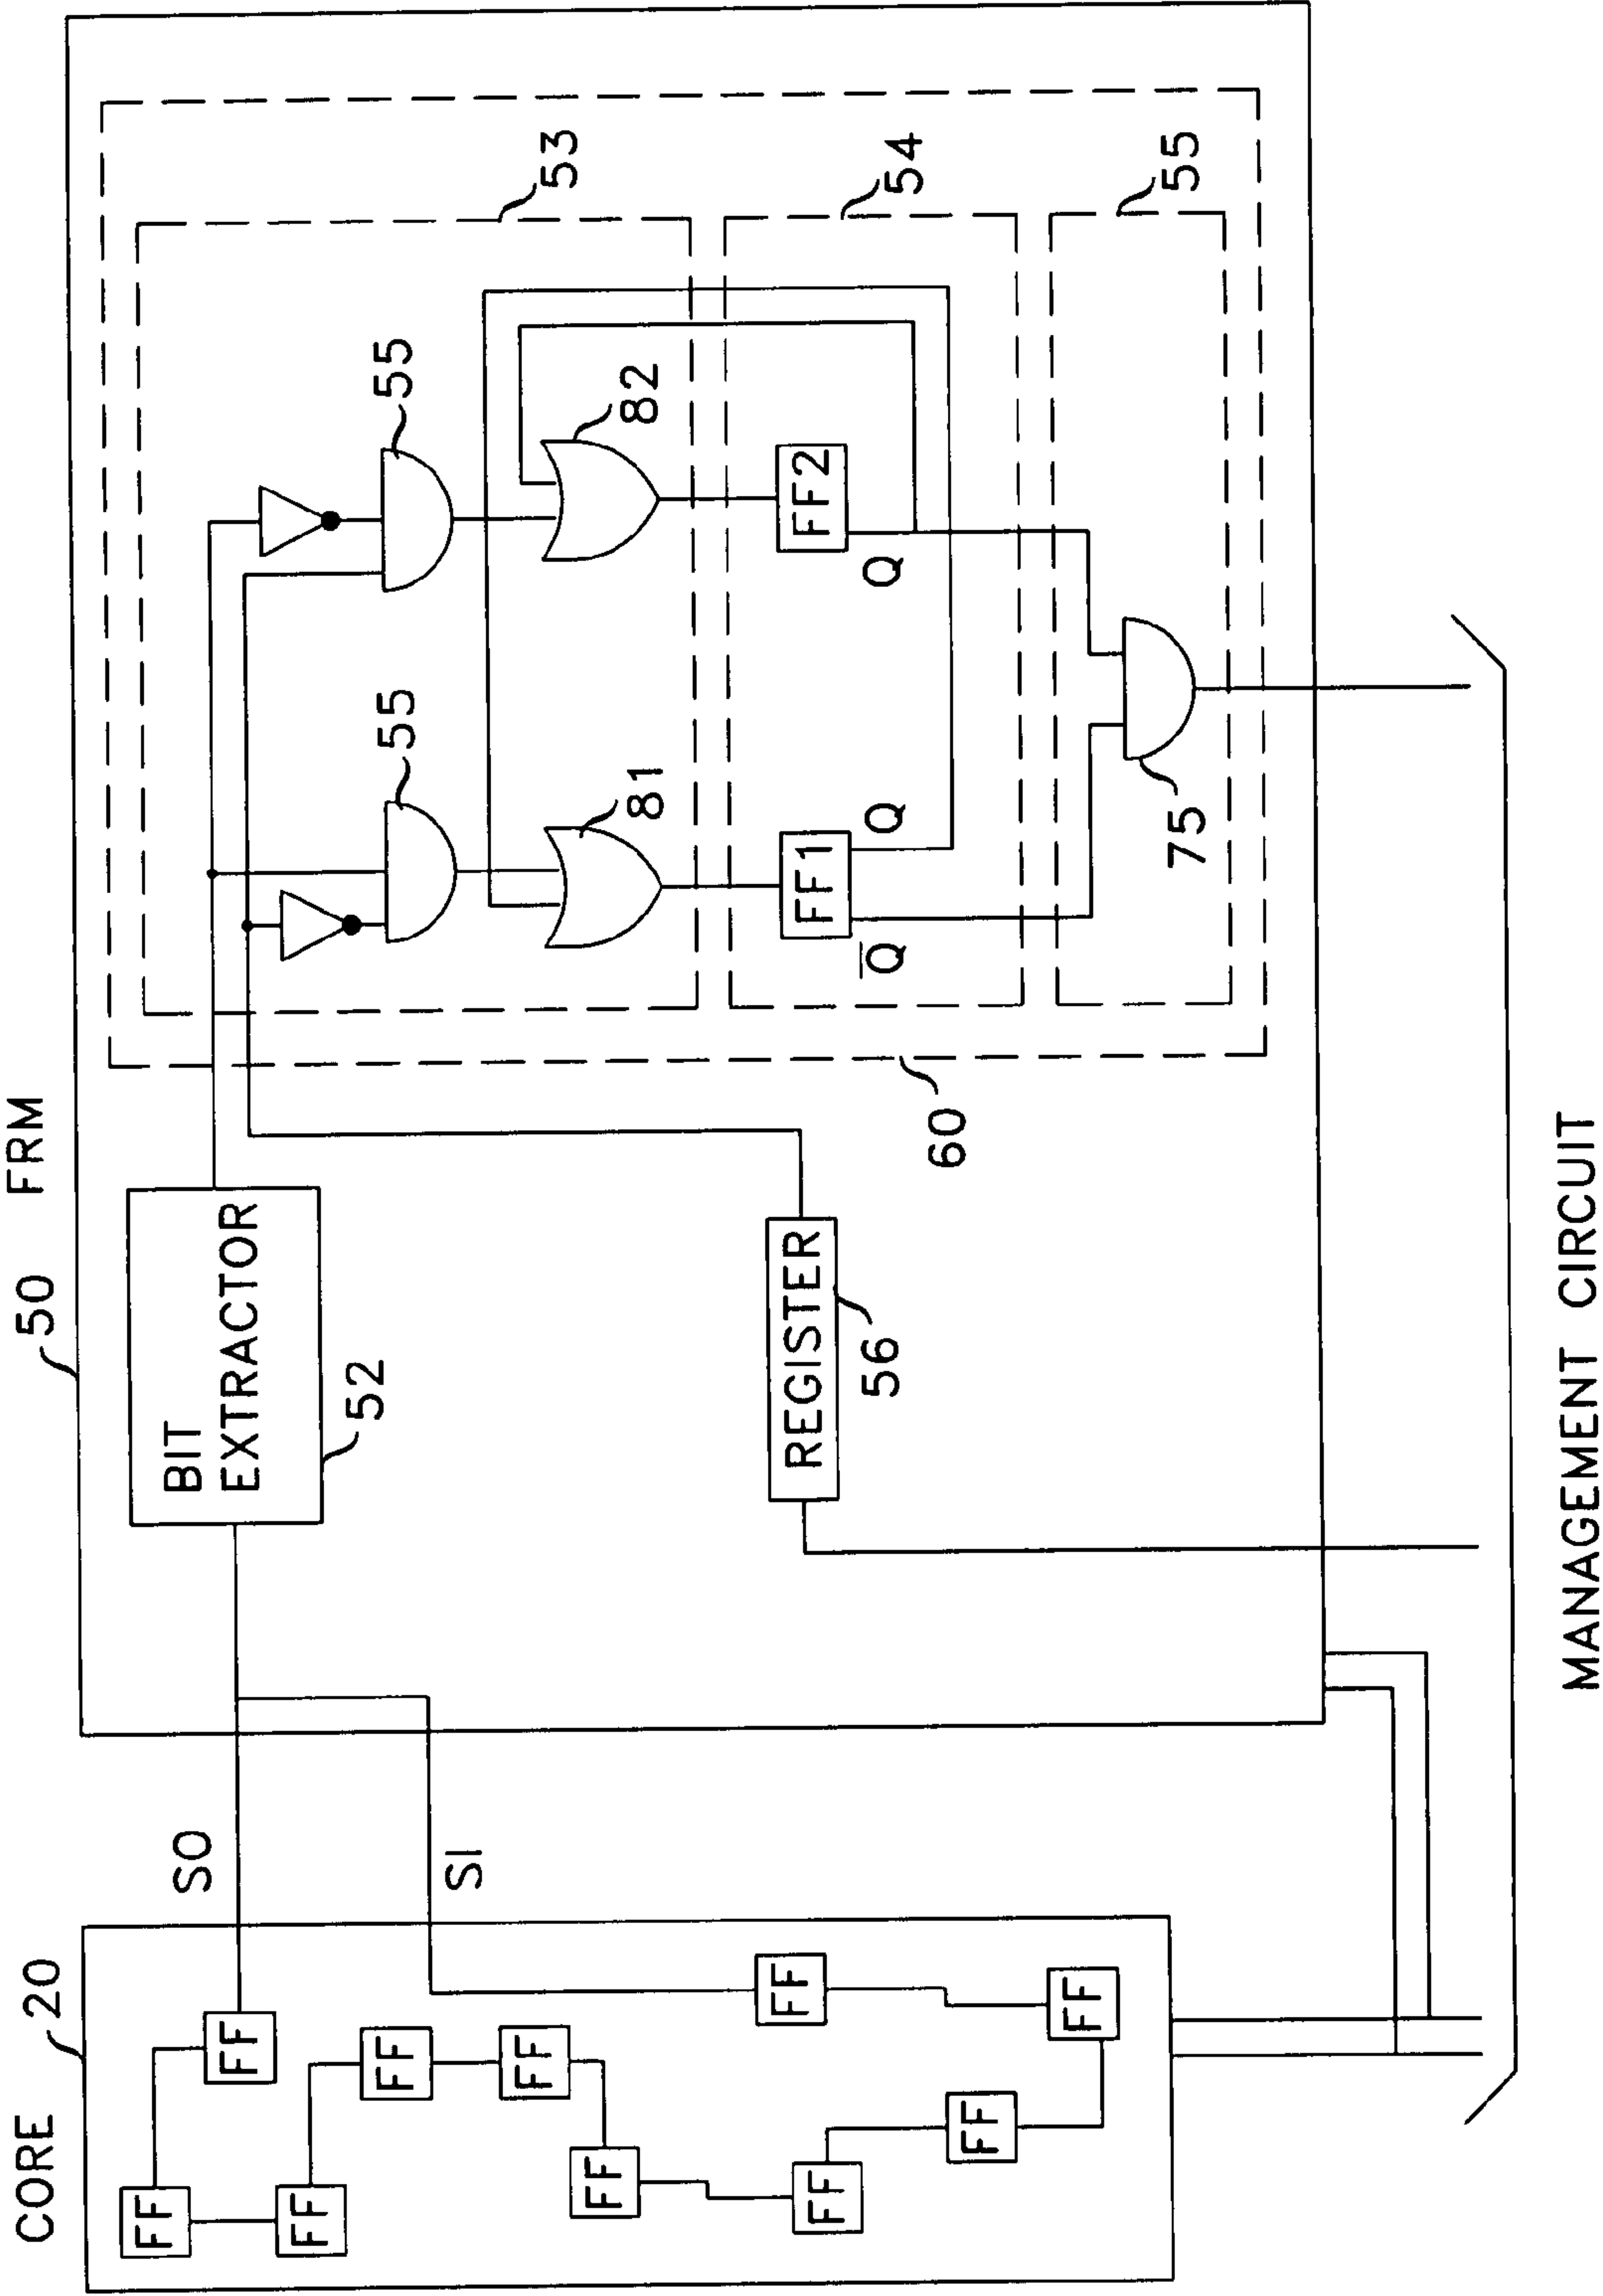 CORE
20
50
FRM
FF
FF
FF
FF
FF
FF
FF
FF
FF
FF
SO
SI
BIT
EXTRACTOR
52
REGISTER
56
60
53
54
55
55
55
81
82
FF1
Q
Q̅
FF2
Q
75
MANAGEMENT CIRCUIT